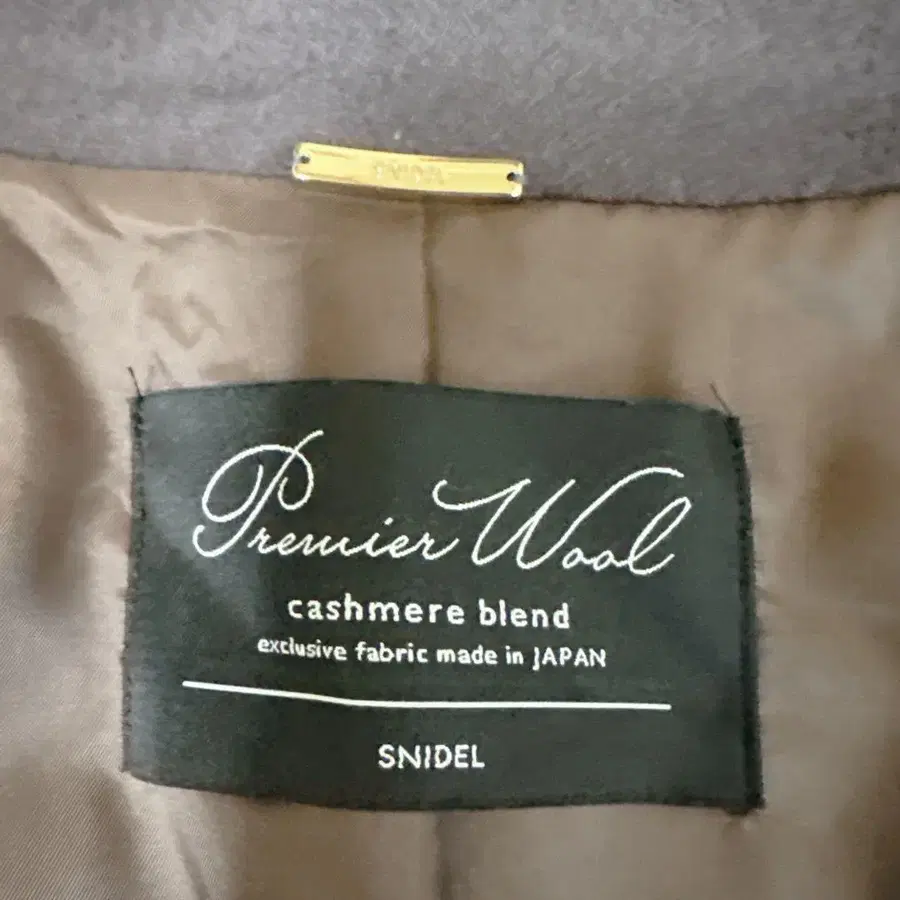 Premier Wool
cashmere blend
exclusive fabric made in JAPAN
SNIDEL